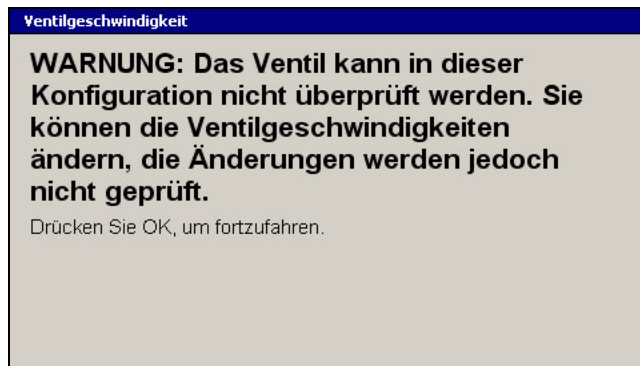 Ventilgeschwindigkeit
WARNUNG: Das Ventil kann in dieser
Konfiguration nicht überprüft werden. Sie
können die Ventilgeschwindigkeiten
ändern, die Änderungen werden jedoch
nicht geprüft.
Drücken Sie OK, um fortzufahren.